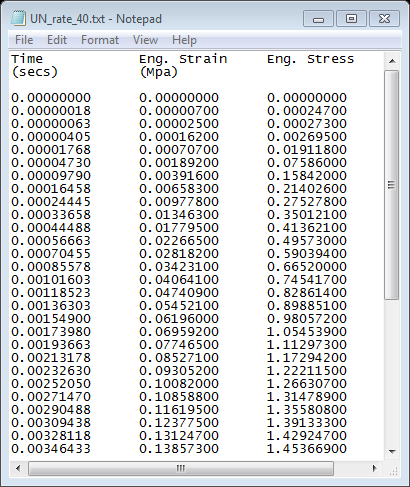 UN_rate_40.txt - Notepad
File Edit Format View Help
Time Eng. Strain Eng. Stress
(secs) (Mpa)
0.00000000 0.00000000 0.00000000
0.00000018 0.00000700 0.00024700
0.00000063 0.00002500 0.00027300
0.00000405 0.00016200 0.00269500
0.00001768 0.00070700 0.01911800
0.00004730 0.00189200 0.07586000
0.00009790 0.00391600 0.15842000
0.00016458 0.00658300 0.21402600
0.00024445 0.00977800 0.27527800
0.00033658 0.01346300 0.35012100
0.00044488 0.01779500 0.41362100
0.00056663 0.02266500 0.49573000
0.00070455 0.02818200 0.59039400
0.00085578 0.03423100 0.66520000
0.00101603 0.04064100 0.74541700
0.00118523 0.04740900 0.82861400
0.00136303 0.05452100 0.89885100
0.00154900 0.06196000 0.98057200
0.00173980 0.06959200 1.05453900
0.00193663 0.07746500 1.11297300
0.00213178 0.08527100 1.17294200
0.00232630 0.09305200 1.22211500
0.00252050 0.10082000 1.26630700
0.00271470 0.10858800 1.31478900
0.00290488 0.11619500 1.35580800
0.00309438 0.12377500 1.39133300
0.00328118 0.13124700 1.42924700
0.00346433 0.13857300 1.45366900